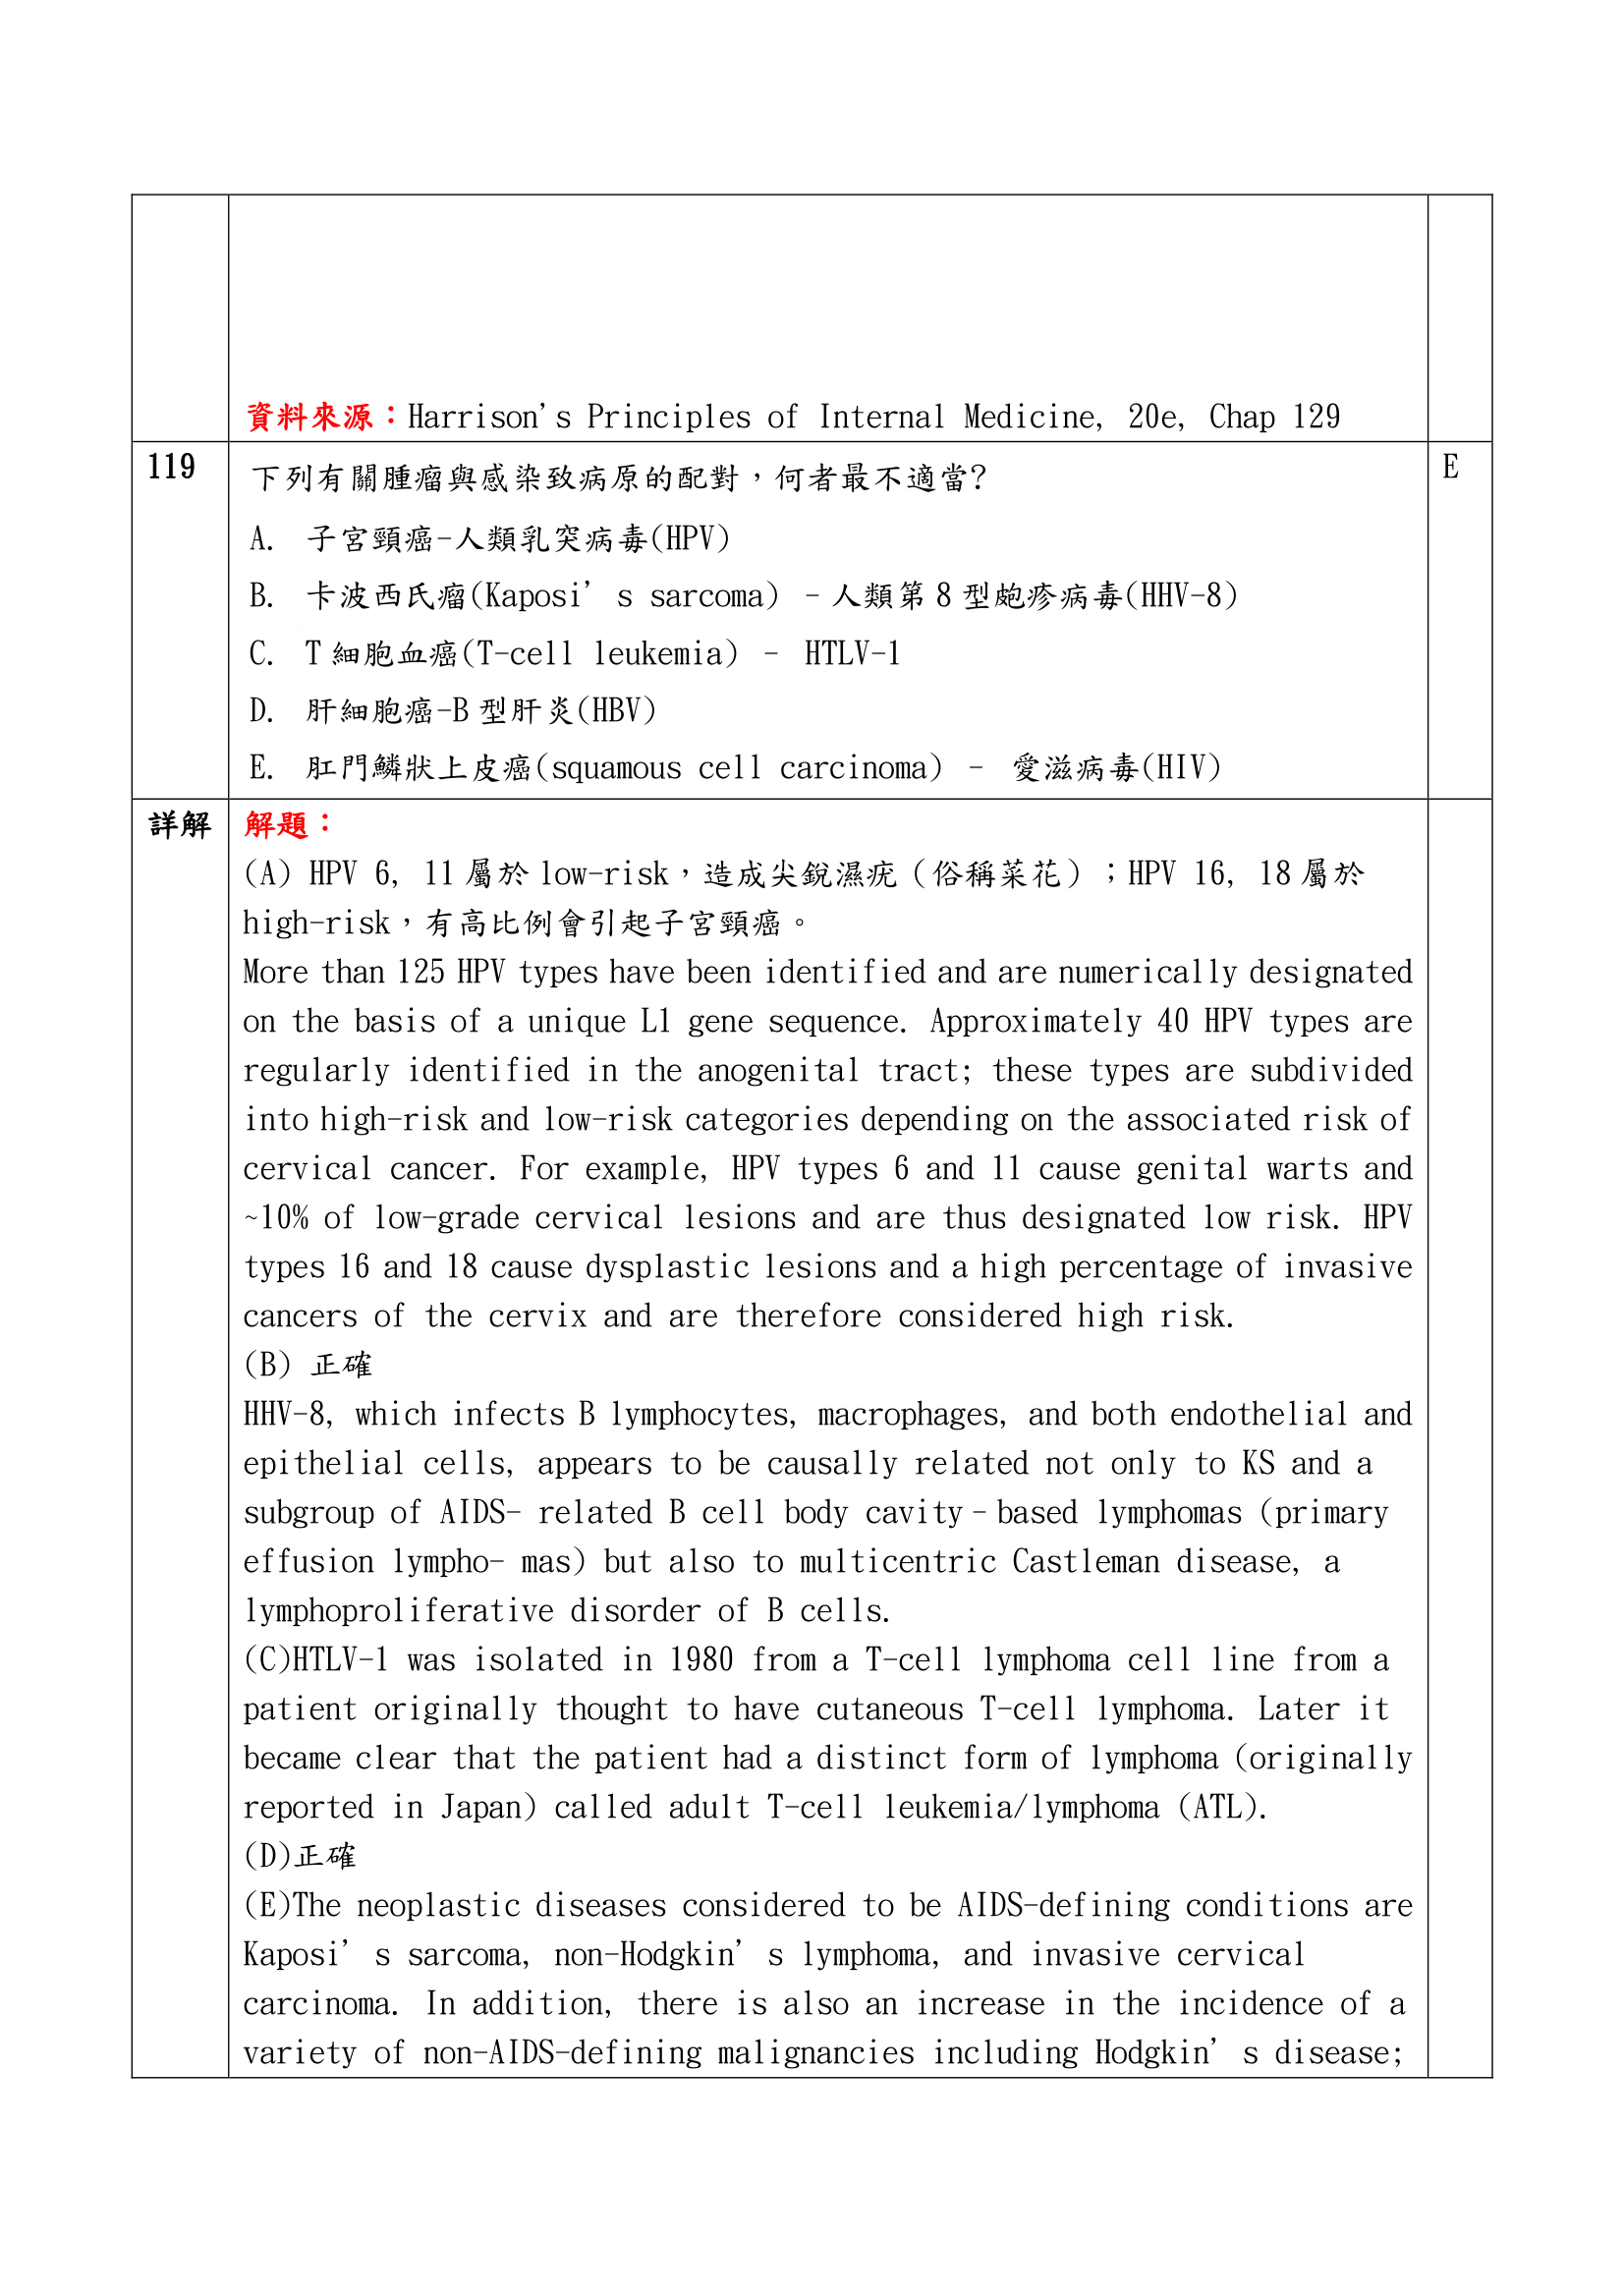 資料來源：Harrison's Principles of Internal Medicine, 20e, Chap 129
119
下列有關腫瘤與感染致病原的配對，何者最不適當?
E
A. 子宮頸癌-人類乳突病毒(HPV)
B. 卡波西氏瘤(Kaposi’s sarcoma) –人類第8型皰疹病毒(HHV-8)
C. T細胞血癌(T-cell leukemia) – HTLV-1
D. 肝細胞癌-B型肝炎(HBV)
E. 肛門鱗狀上皮癌(squamous cell carcinoma) – 愛滋病毒(HIV)
詳解
解題：
(A) HPV 6, 11屬於low-risk，造成尖銳濕疣（俗稱菜花）；HPV 16, 18屬於
high-risk，有高比例會引起子宮頸癌。
More than 125 HPV types have been identified and are numerically designated
on the basis of a unique L1 gene sequence. Approximately 40 HPV types are
regularly identified in the anogenital tract; these types are subdivided
into high-risk and low-risk categories depending on the associated risk of
cervical cancer. For example, HPV types 6 and 11 cause genital warts and
~10% of low-grade cervical lesions and are thus designated low risk. HPV
types 16 and 18 cause dysplastic lesions and a high percentage of invasive
cancers of the cervix and are therefore considered high risk.
(B) 正確
HHV-8, which infects B lymphocytes, macrophages, and both endothelial and
epithelial cells, appears to be causally related not only to KS and a
subgroup of AIDS- related B cell body cavity–based lymphomas (primary
effusion lympho- mas) but also to multicentric Castleman disease, a
lymphoproliferative disorder of B cells.
(C)HTLV-1 was isolated in 1980 from a T-cell lymphoma cell line from a
patient originally thought to have cutaneous T-cell lymphoma. Later it
became clear that the patient had a distinct form of lymphoma (originally
reported in Japan) called adult T-cell leukemia/lymphoma (ATL).
(D)正確
(E)The neoplastic diseases considered to be AIDS-defining conditions are
Kaposi’s sarcoma, non-Hodgkin’s lymphoma, and invasive cervical
carcinoma. In addition, there is also an increase in the incidence of a
variety of non-AIDS-defining malignancies including Hodgkin’s disease;